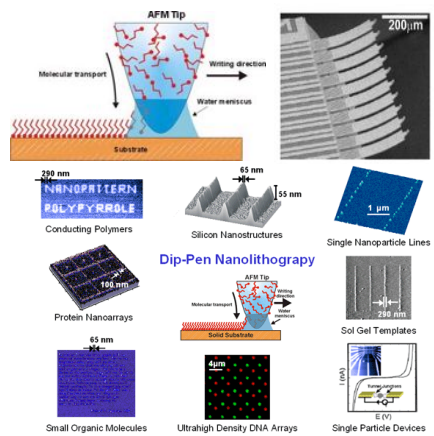 AFM Tip
200μm
Writing direction
Molecular transport
Water meniscus
Substrate
290 nm
NANOPATTERN
POLYPYRROLE
Conducting Polymers
65 nm
55 nm
Silicon Nanostructures
1 μm
Single Nanoparticle Lines
100 nm
Protein Nanoarrays
Dip-Pen Nanolithograpy
AFM Tip
Molecular transport
Writing
direction
Water
meniscus
Solid Substrate
290 nm
Sol Gel Templates
65 nm
Small Organic Molecules
4μm
Ultrahigh Density DNA Arrays
I (nA)
Tunnel Junctions
E (V)
Single Particle Devices